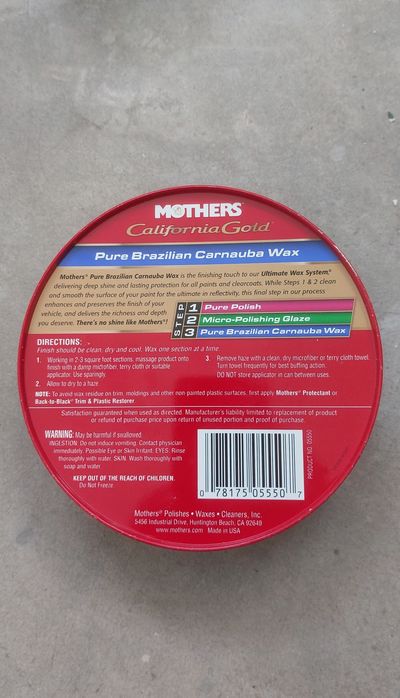 MOTHERS®
California Gold®
Pure Brazilian Carnauba Wax
Mothers® Pure Brazilian Carnauba Wax is the finishing touch to our Ultimate Wax System,®
delivering deep shine and lasting protection for all paints and clearcoats. While Steps 1 & 2 clean
and smooth the surface of your paint for the ultimate in reflectivity, this final step in our process
enhances and preserves the finish of your
vehicle, and delivers the richness and depth
you deserve. There's no shine like Mothers®!
STEP
1 Pure Polish
2 Micro-Polishing Glaze
3 Pure Brazilian Carnauba Wax
DIRECTIONS:
Finish should be clean, dry and cool. Wax one section at a time.
1. Working in 2-3 square foot sections, massage product onto
finish with a damp microfiber, terry cloth or suitable
applicator. Use sparingly.
2. Allow to dry to a haze.
3. Remove haze with a clean, dry microfiber or terry cloth towel.
Turn towel frequently for best buffing action.
DO NOT store applicator in can between uses.
NOTE: To avoid wax residue on trim, moldings and other non-painted plastic surfaces, first apply Mothers® Protectant or
Back-to-Black® Trim & Plastic Restorer.
Satisfaction guaranteed when used as directed. Manufacturer's liability limited to replacement of product
or refund of purchase price upon return of unused portion and proof of purchase.
WARNING: May be harmful if swallowed.
INGESTION: Do not induce vomiting. Contact physician
immediately. Possible Eye or Skin Irritant. EYES: Rinse
thoroughly with water. SKIN: Wash thoroughly with
soap and water.
KEEP OUT OF THE REACH OF CHILDREN.
Do Not Freeze
0 78175 05550 7
PRODUCT NO. 05550
Mothers® Polishes • Waxes • Cleaners, Inc.
5456 Industrial Drive, Huntington Beach, CA 92649
www.mothers.com Made in USA